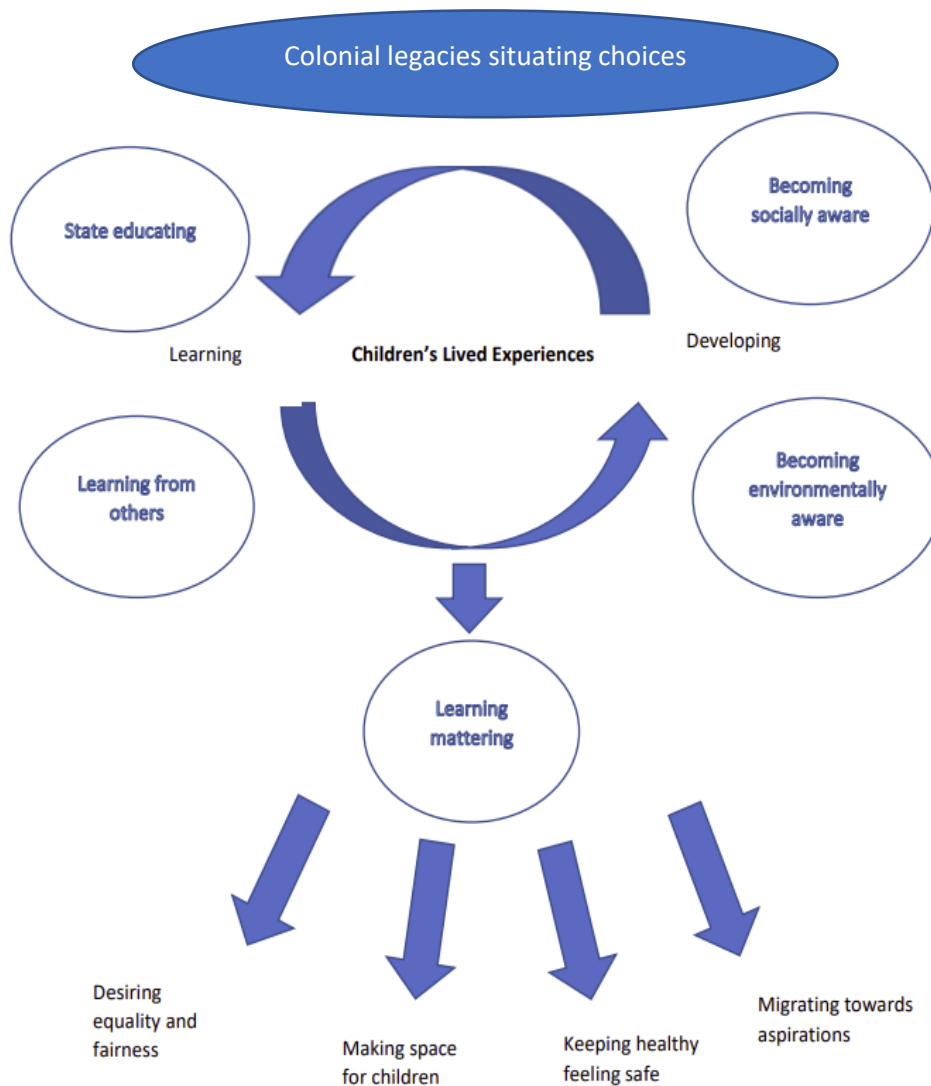 Colonial legacies situating choices
State educating
Becoming
socially aware
Learning
Children's Lived Experiences
Developing
Learning from
others
Becoming
environmentally
aware
Learning
mattering
Desiring
equality and
fairness
Making space
for children
Keeping healthy
feeling safe
Migrating towards
aspirations